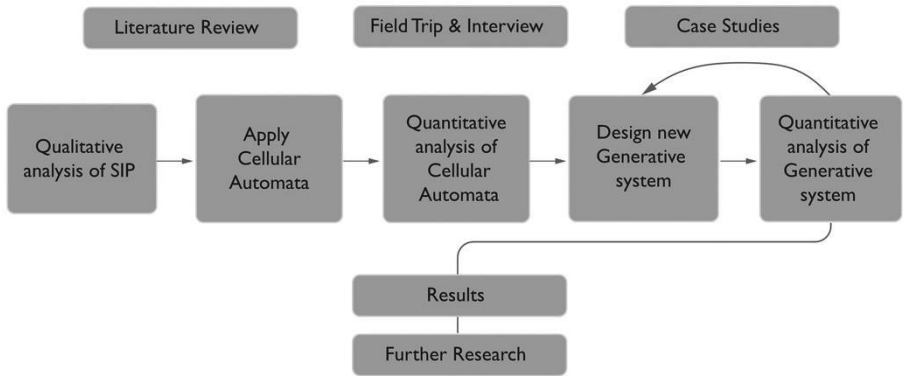 Literature Review
Field Trip & Interview
Case Studies
Qualitative
analysis of SIP
Apply
Cellular
Automata
Quantitative
analysis of
Cellular
Automata
Design new
Generative
system
Quantitative
analysis of
Generative
system
Results
Further Research